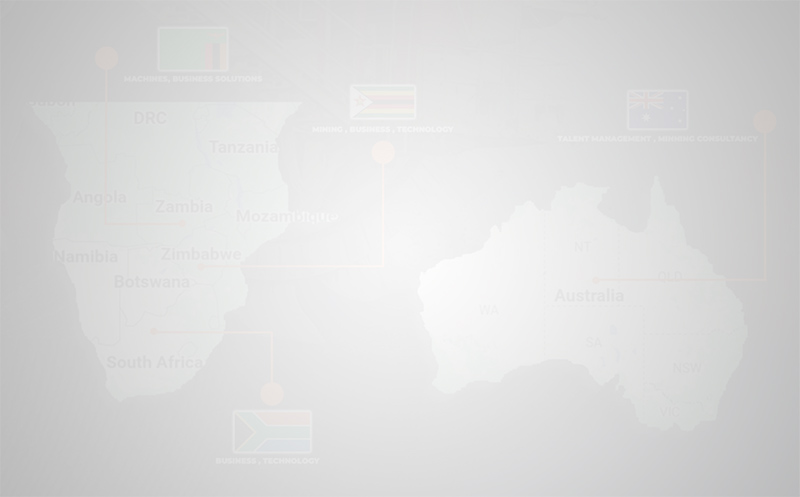 MACHINES, BUSINESS SOLUTIONS
MINING , BUSINESS , TECHNOLOGY
TALENT MANAGEMENT , MINING CONSULTANCY
DRC
Tanzania
Angola
Zambia
Mozambique
Namibia
Zimbabwe
Botswana
South Africa
NT
QLD
Australia
WA
SA
NSW
VIC
BUSINESS , TECHNOLOGY